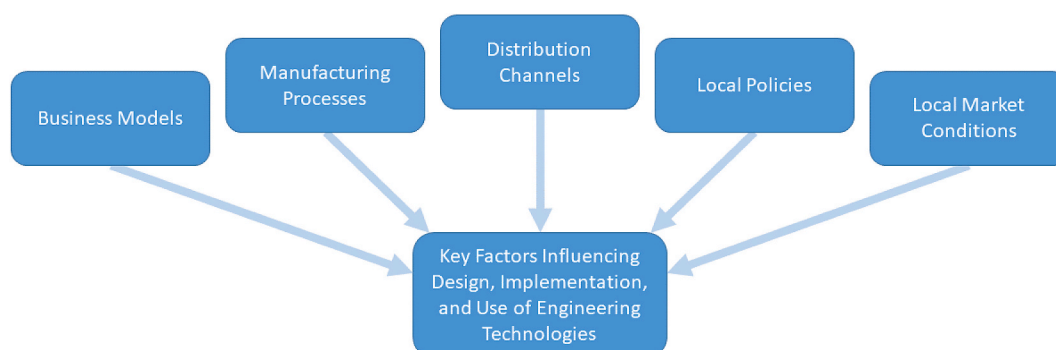 Business Models
Manufacturing
Processes
Distribution
Channels
Local Policies
Local Market
Conditions
Key Factors Influencing
Design, Implementation,
and Use of Engineering
Technologies